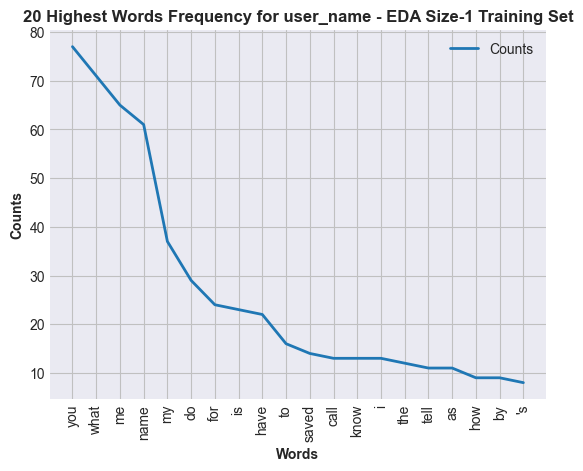 20 Highest Words Frequency for user_name - EDA Size-1 Training Set
Counts
80
70
60
50
40
30
20
10
Counts
you
what
me
name
my
do
for
is
have
to
saved
call
know
i
the
tell
as
how
by
's
Words